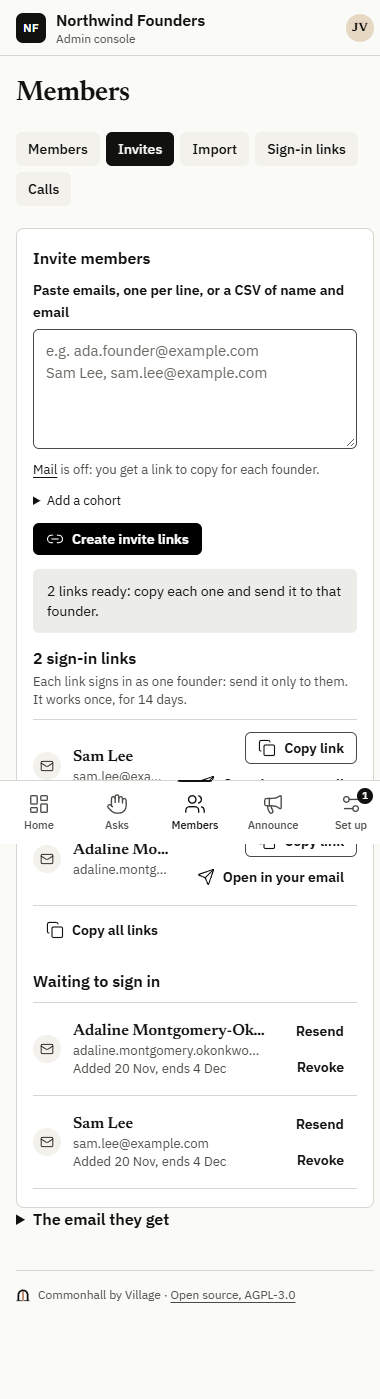 NF
Northwind Founders
Admin console
JV
Members
Members
Invites
Import
Sign-in links
Calls
Invite members
Paste emails, one per line, or a CSV of name and
email
e.g. ada.founder@example.com
Sam Lee, sam.lee@example.com
Mail is off: you get a link to copy for each founder.
Add a cohort
Create invite links
2 links ready: copy each one and send it to that
founder.
2 sign-in links
Each link signs in as one founder: send it only to them.
It works once, for 14 days.
Sam Lee
sam.lee@exa...
Copy link
Home
Asks
Members
Announce
Set up
1
Adaline Mo...
adaline.montg...
Copy link
Open in your email
Copy all links
Waiting to sign in
Adaline Montgomery-Ok...
adaline.montgomery.okonkwo...
Added 20 Nov, ends 4 Dec
Resend
Revoke
Sam Lee
sam.lee@example.com
Added 20 Nov, ends 4 Dec
Resend
Revoke
The email they get
Commonhall by Village · Open source, AGPL-3.0